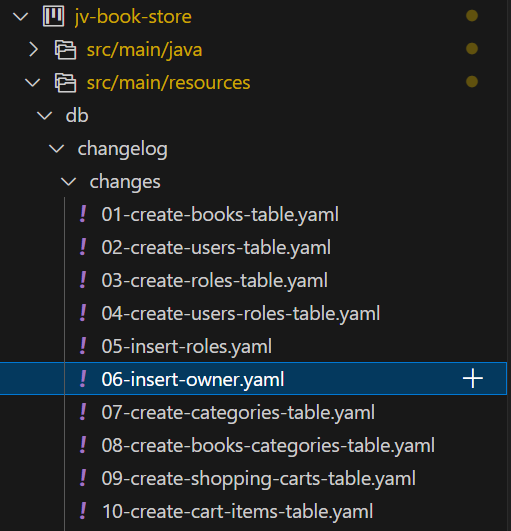 jv-book-store
src/main/java
src/main/resources
db
changelog
changes
! 01-create-books-table.yaml
! 02-create-users-table.yaml
! 03-create-roles-table.yaml
! 04-create-users-roles-table.yaml
! 05-insert-roles.yaml
! 06-insert-owner.yaml
! 07-create-categories-table.yaml
! 08-create-books-categories-table.yaml
! 09-create-shopping-carts-table.yaml
! 10-create-cart-items-table.yaml